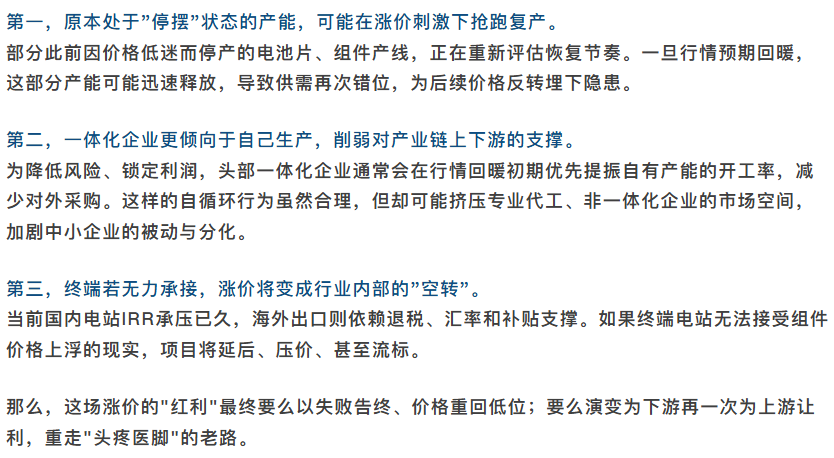 第一，原本处于”停摆”状态的产能，可能在涨价刺激下抢跑复产。
部分此前因价格低迷而停产的电池片、组件产线，正在重新评估恢复节奏。一旦行情预期回暖，
这部分产能可能迅速释放，导致供需再次错位，为后续价格反转埋下隐患。
第二，一体化企业更倾向于自己生产，削弱对产业链上下游的支撑。
为降低风险、锁定利润，头部一体化企业通常会在行情回暖初期优先提振自有产能的开工率，减
少对外采购。这样的自循环行为虽然合理，但却可能挤压专业代工、非一体化企业的市场空间，
加剧中小企业的被动与分化。
第三，终端若无力承接，涨价将变成行业内部的”空转”。
当前国内电站IRR承压已久，海外出口则依赖退税、汇率和补贴支撑。如果终端电站无法接受组件
价格上浮的现实，项目将延后、压价、甚至流标。
那么，这场涨价的"红利"最终要么以失败告终、价格重回低位；要么演变为下游再一次为上游让
利，重走"头疼医脚"的老路。